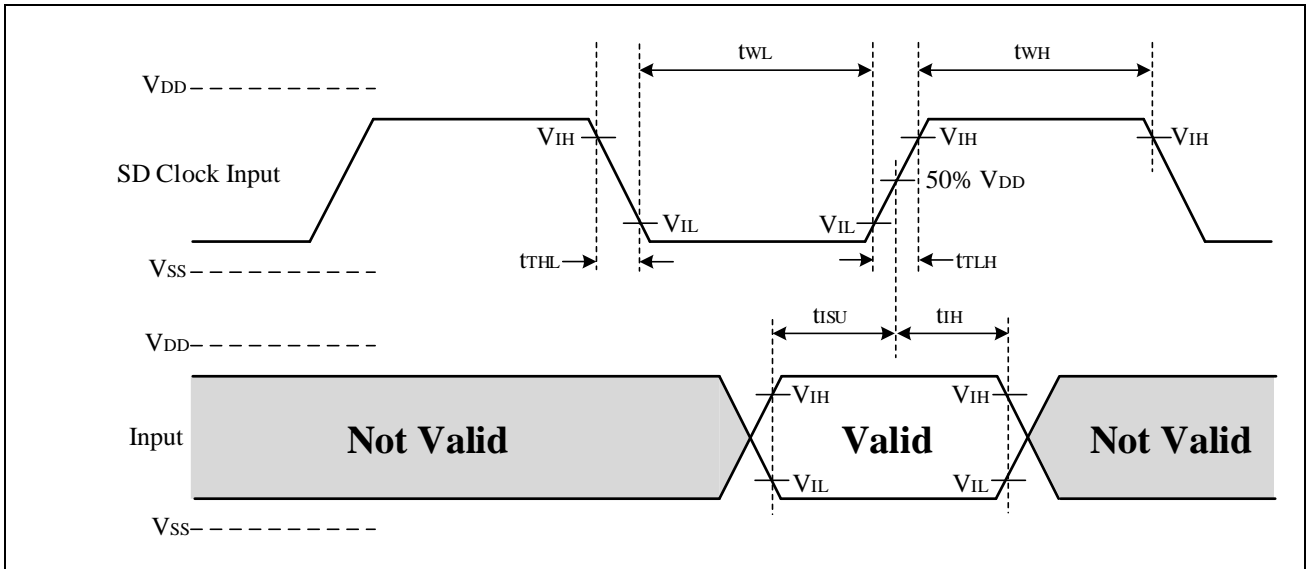 tWL
tWH
VDD
VIH
VIH
VIH
SD Clock Input
50% VDD
VIL
VIL
VSS
tTHL
tTLH
tISU
tIH
VDD
VIH
VIH
Input
Not Valid
Valid
Not Valid
VIL
VIL
VSS